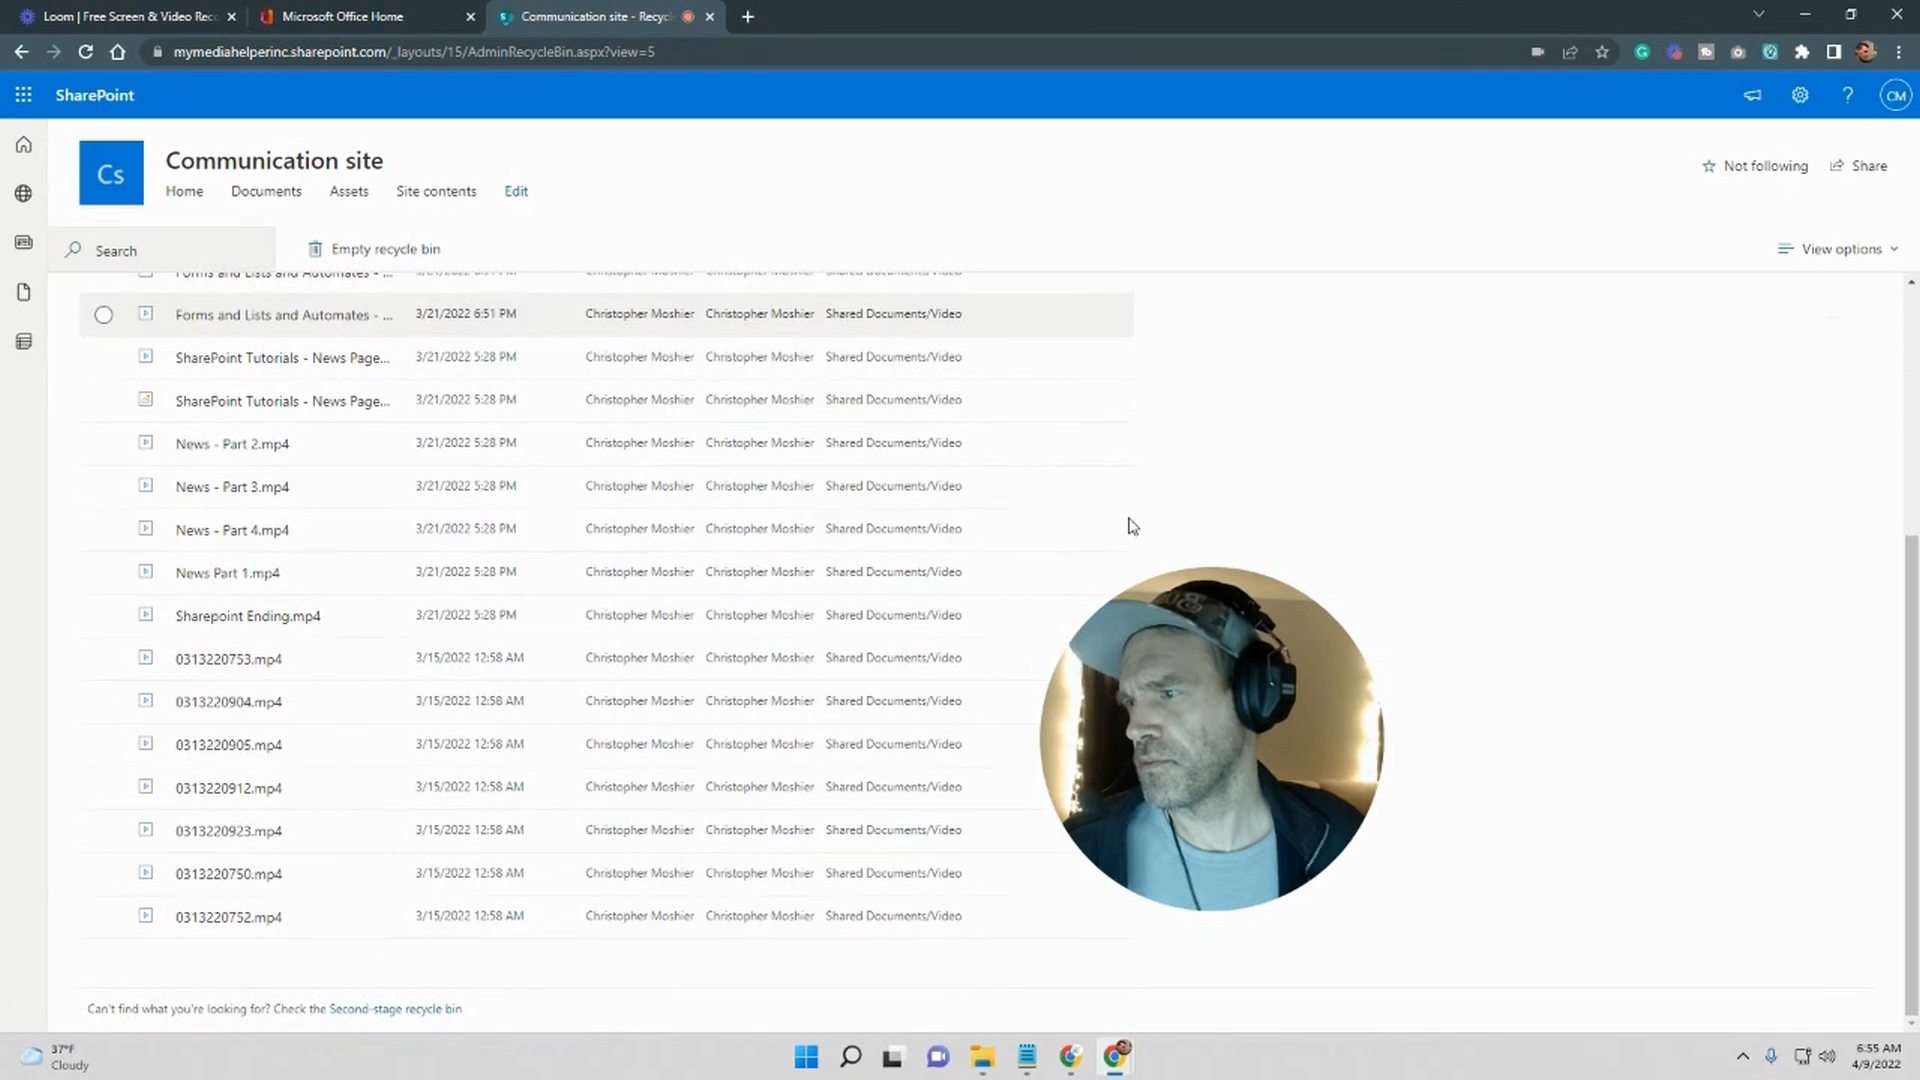 Loom | Free Screen & Video Rec
Microsoft Office Home
Communication site - Recyc
mymediahelperinc.sharepoint.com/_layouts/15/AdminRecycleBin.aspx?view=5
SharePoint
CM
Cs
Communication site
Home Documents Assets Site contents Edit
Not following Share
Search
Empty recycle bin
View options
Forms and Lists and Automates - ...
Forms and Lists and Automates - ... 3/21/2022 6:51 PM Christopher Moshier Christopher Moshier Shared Documents/Video
SharePoint Tutorials - News Page... 3/21/2022 5:28 PM Christopher Moshier Christopher Moshier Shared Documents/Video
SharePoint Tutorials - News Page... 3/21/2022 5:28 PM Christopher Moshier Christopher Moshier Shared Documents/Video
News - Part 2.mp4 3/21/2022 5:28 PM Christopher Moshier Christopher Moshier Shared Documents/Video
News - Part 3.mp4 3/21/2022 5:28 PM Christopher Moshier Christopher Moshier Shared Documents/Video
News - Part 4.mp4 3/21/2022 5:28 PM Christopher Moshier Christopher Moshier Shared Documents/Video
News Part 1.mp4 3/21/2022 5:28 PM Christopher Moshier Christopher Moshier Shared Documents/Video
Sharepoint Ending.mp4 3/21/2022 5:28 PM Christopher Moshier Christopher Moshier Shared Documents/Video
0313220753.mp4 3/15/2022 12:58 AM Christopher Moshier Christopher Moshier Shared Documents/Video
0313220904.mp4 3/15/2022 12:58 AM Christopher Moshier Christopher Moshier Shared Documents/Video
0313220905.mp4 3/15/2022 12:58 AM Christopher Moshier Christopher Moshier Shared Documents/Video
0313220912.mp4 3/15/2022 12:58 AM Christopher Moshier Christopher Moshier Shared Documents/Video
0313220923.mp4 3/15/2022 12:58 AM Christopher Moshier Christopher Moshier Shared Documents/Video
0313220750.mp4 3/15/2022 12:58 AM Christopher Moshier Christopher Moshier Shared Documents/Video
0313220752.mp4 3/15/2022 12:58 AM Christopher Moshier Christopher Moshier Shared Documents/Video
Can't find what you're looking for? Check the Second-stage recycle bin
37°F
Cloudy
6:55 AM
4/9/2022